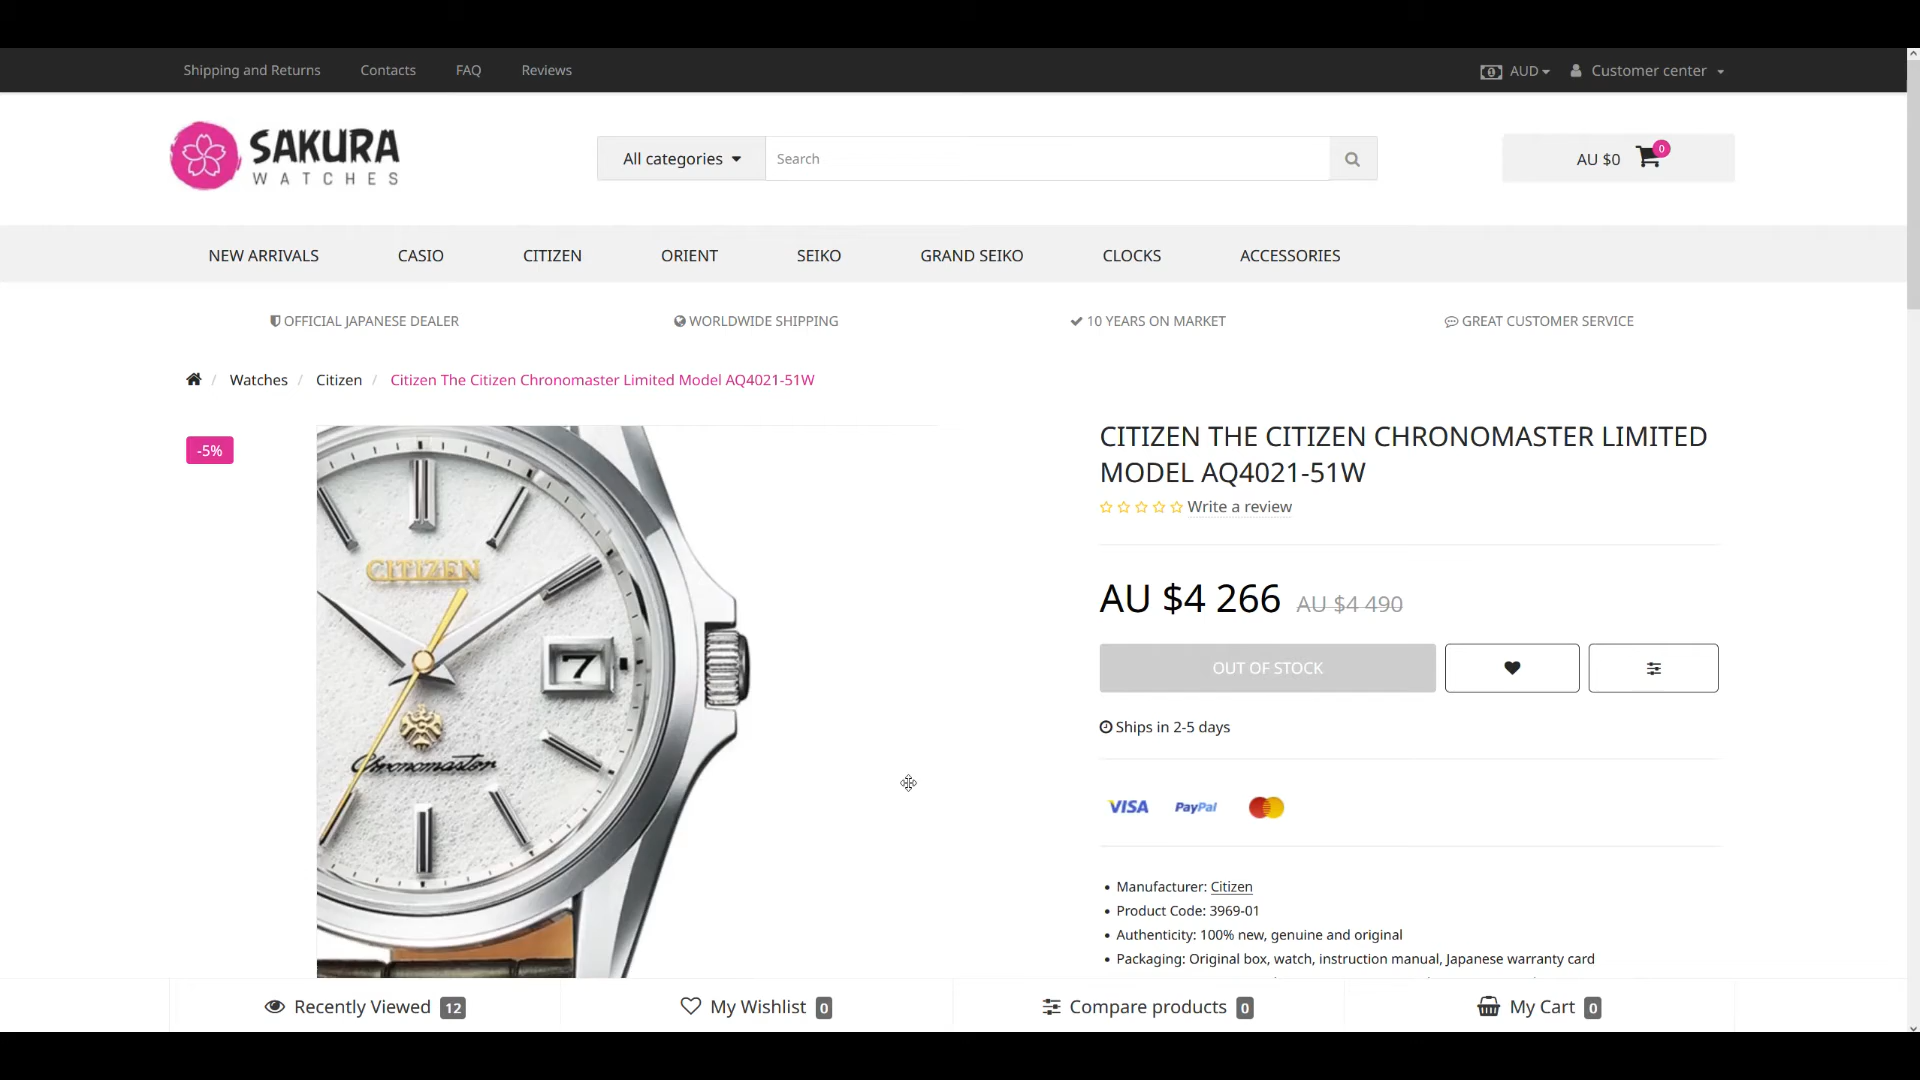 Shipping and Returns Contacts FAQ Reviews AUD Customer center
SAKURA
WATCHES
All categories Search AU $0 0
NEW ARRIVALS CASIO CITIZEN ORIENT SEIKO GRAND SEIKO CLOCKS ACCESSORIES
OFFICIAL JAPANESE DEALER WORLDWIDE SHIPPING 10 YEARS ON MARKET GREAT CUSTOMER SERVICE
/ Watches / Citizen / Citizen The Citizen Chronomaster Limited Model AQ4021-51W
-5%
CITIZEN
7
Chronomaster
CITIZEN THE CITIZEN CHRONOMASTER LIMITED
MODEL AQ4021-51W
Write a review
AU $4 266 AU $4 490
OUT OF STOCK
Ships in 2-5 days
VISA PayPal
• Manufacturer: Citizen
• Product Code: 3969-01
• Authenticity: 100% new, genuine and original
• Packaging: Original box, watch, instruction manual, Japanese warranty card
Recently Viewed 12 My Wishlist 0 Compare products 0 My Cart 0